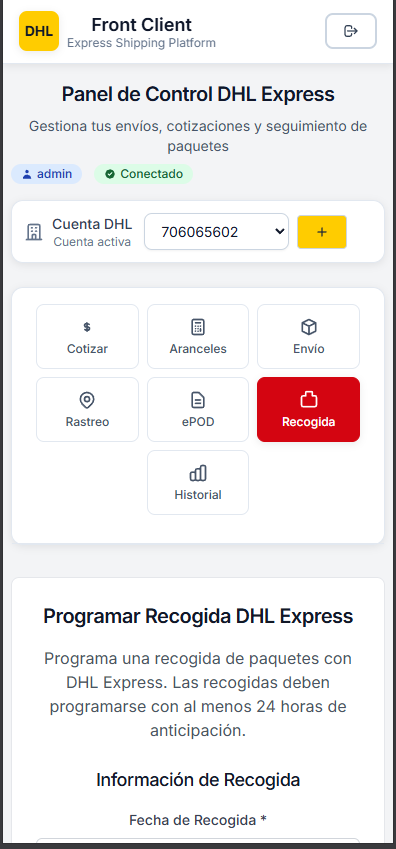 DHL
Front Client
Express Shipping Platform
Panel de Control DHL Express
Gestiona tus envíos, cotizaciones y seguimiento de
paquetes
admin
Conectado
Cuenta DHL
Cuenta activa
706065602
+
$
Cotizar
Aranceles
Envío
Rastreo
ePOD
Recogida
Historial
Programar Recogida DHL Express
Programa una recogida de paquetes con
DHL Express. Las recogidas deben
programarse con al menos 24 horas de
anticipación.
Información de Recogida
Fecha de Recogida *